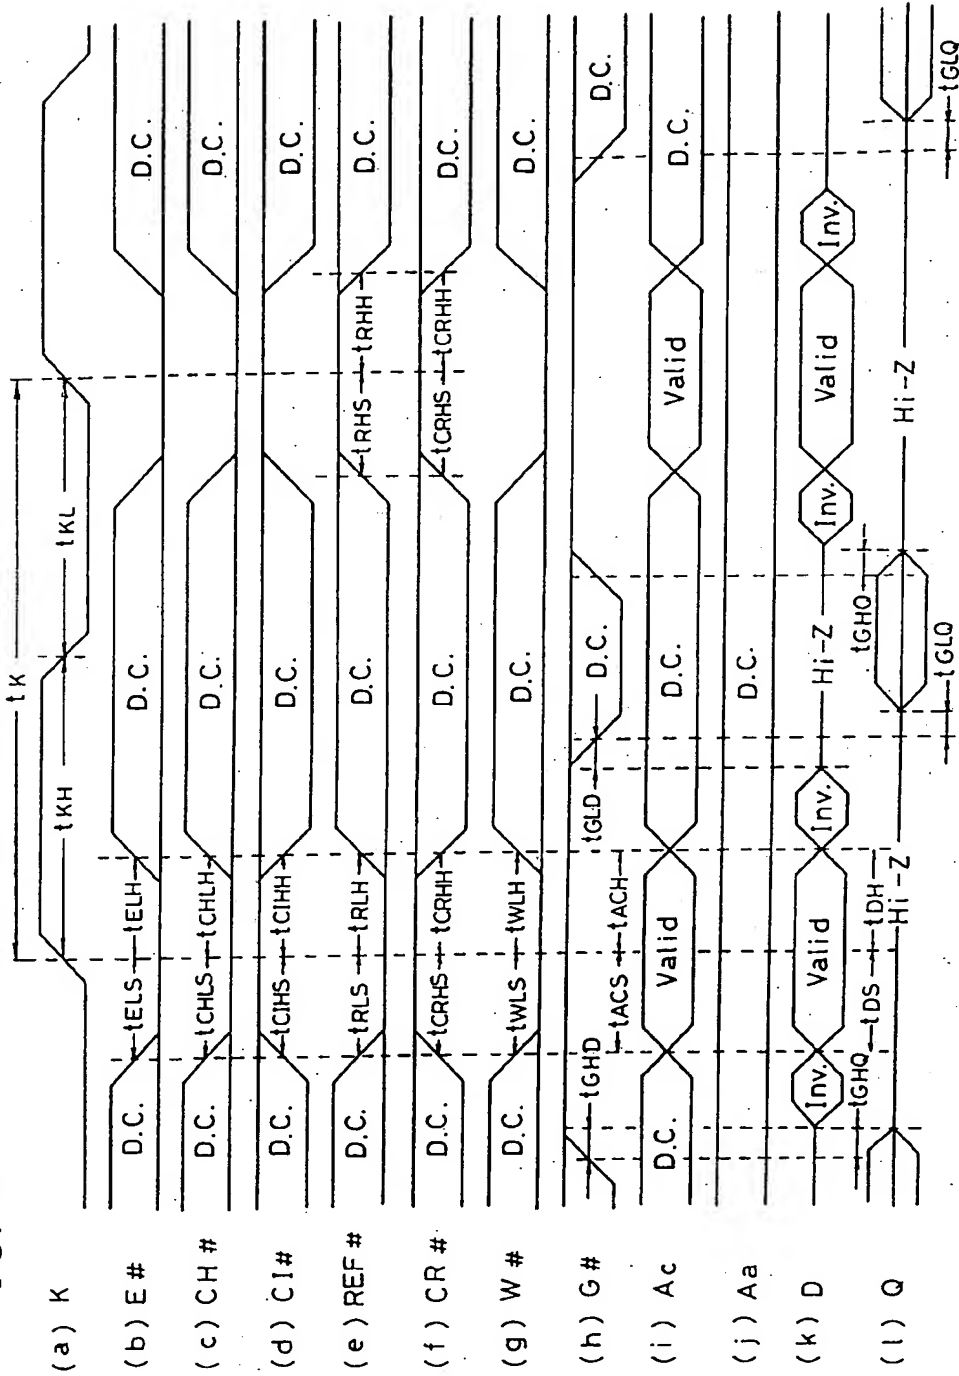 tK
tKH tKL
(a) K
(b) E# D.C. tELS tELH D.C. D.C.
(c) CH# D.C. tCHLS tCHLH D.C. D.C.
(d) CI# D.C. tCIHS tCIHH D.C. D.C.
(e) REF# D.C. tRLS tRLH D.C. tRHS tRHH D.C.
(f) CR# D.C. tCRHS tCRHH D.C. tCRHS tCRHH D.C.
(g) W# D.C. tWLS tWLH D.C. D.C.
(h) G# tGHD tGLD D.C. D.C.
tACS tACH
(i) Ac D.C. Valid D.C. Valid D.C.
(j) Aa D.C.
(k) D Inv. Valid Inv. Hi-Z Inv. Valid Inv.
tGHQ tDS tDH tGHQ
(l) Q Hi-Z Hi-Z
tGLQ tGLQ